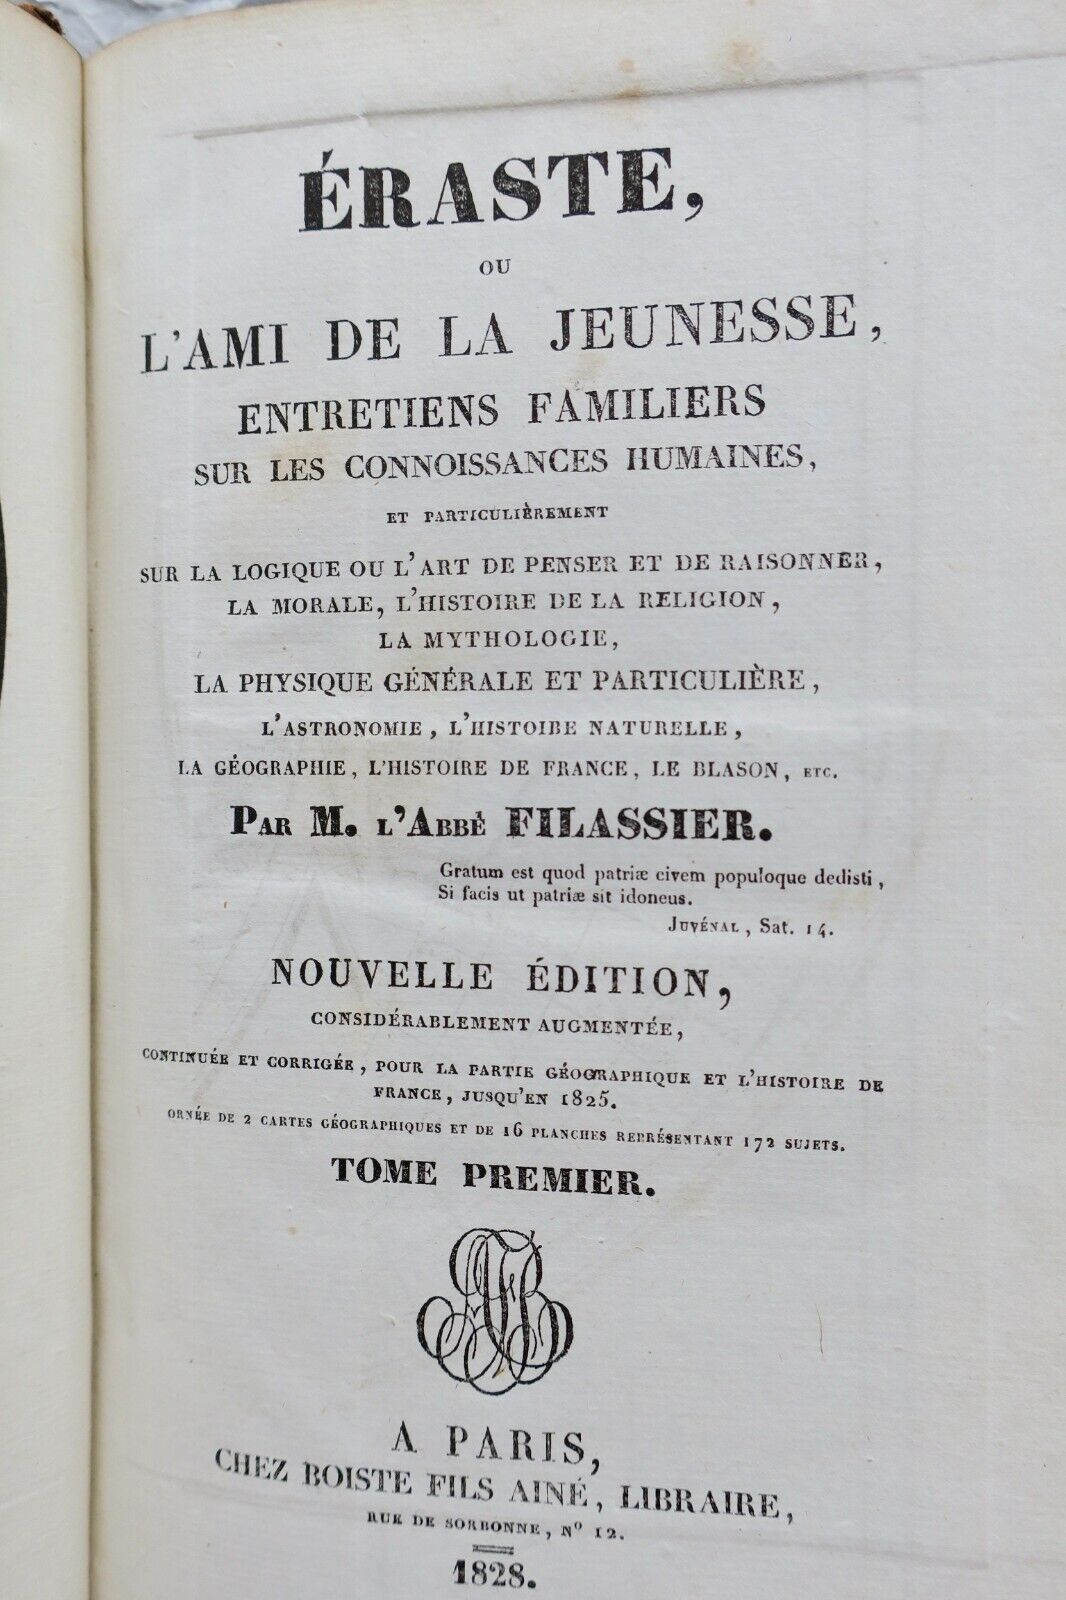 ÉRASTE,
OU
L'AMI DE LA JEUNESSE,
ENTRETIENS FAMILIERS
SUR LES CONNOISSANCES HUMAINES,
ET PARTICULIÈREMENT
SUR LA LOGIQUE OU L'ART DE PENSER ET DE RAISONNER,
LA MORALE, L'HISTOIRE DE LA RELIGION,
LA MYTHOLOGIE,
LA PHYSIQUE GÉNÉRALE ET PARTICULIÈRE,
L'ASTRONOMIE, L'HISTOIRE NATURELLE,
LA GÉOGRAPHIE, L'HISTOIRE DE FRANCE, LE BLASON, ETC.
PAR M. L'ABBÉ FILASSIER.
Gratum est quod patriæ civem populoque dedisti,
Si facis ut patriæ sit idoneus.
JUVÉNAL, Sat. 14.
NOUVELLE ÉDITION,
CONSIDÉRABLEMENT AUGMENTÉE,
CONTINUÉE ET CORRIGÉE, POUR LA PARTIE GÉOGRAPHIQUE ET L'HISTOIRE DE
FRANCE, JUSQU'EN 1825.
ORNÉE DE 2 CARTES GÉOGRAPHIQUES ET DE 16 PLANCHES REPRÉSENTANT 172 SUJETS.
TOME PREMIER.
A PARIS,
CHEZ BOISTE FILS AINÉ, LIBRAIRE,
RUE DE SORBONNE, Nº 12.
1828.